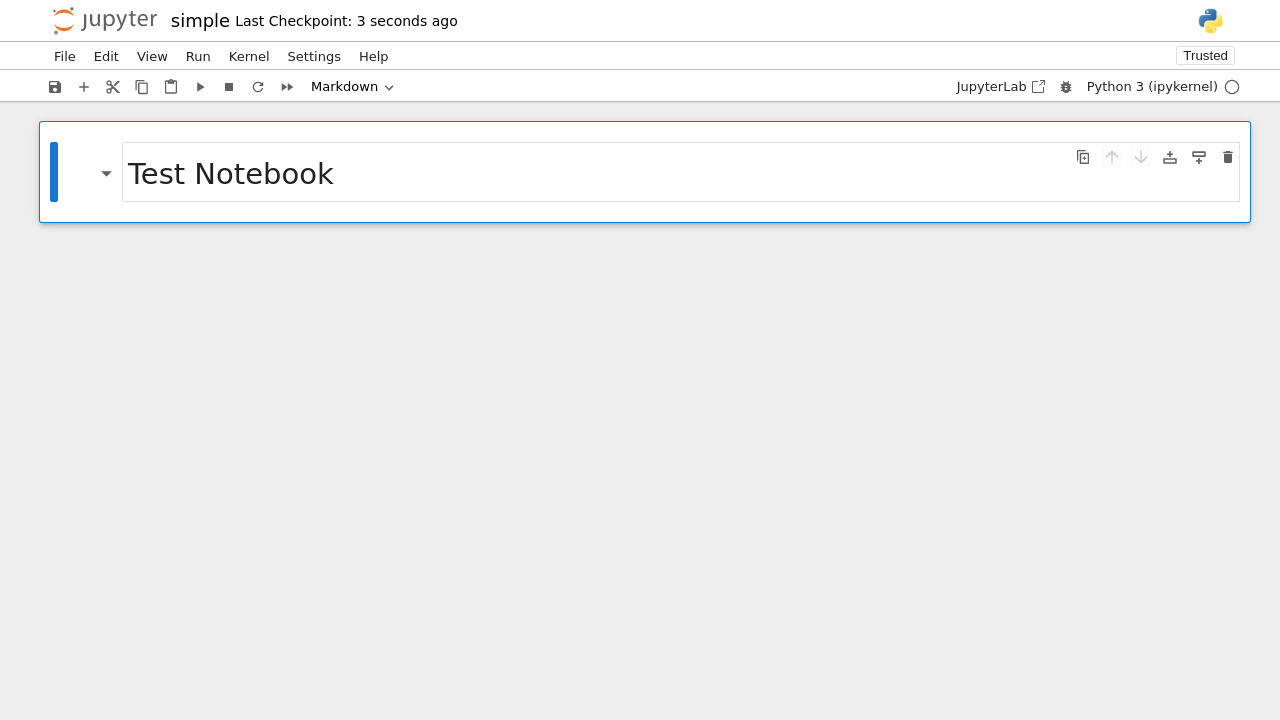 jupyter simple Last Checkpoint: 3 seconds ago
File Edit View Run Kernel Settings Help Trusted
Markdown JupyterLab Python 3 (ipykernel)
Test Notebook